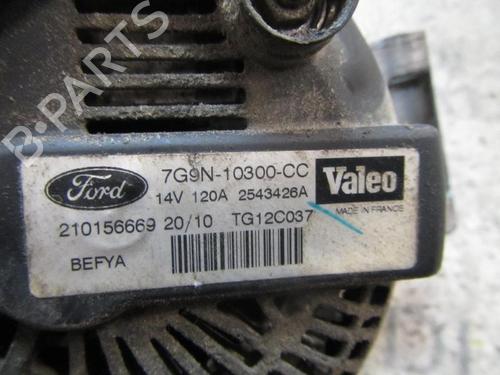 B-PARTS
Ford
7G9N-10300-CC
14V 120A 2543426A
Valeo
MADE IN FRANCE
210156669 20/10 TG12C037
BEFYA